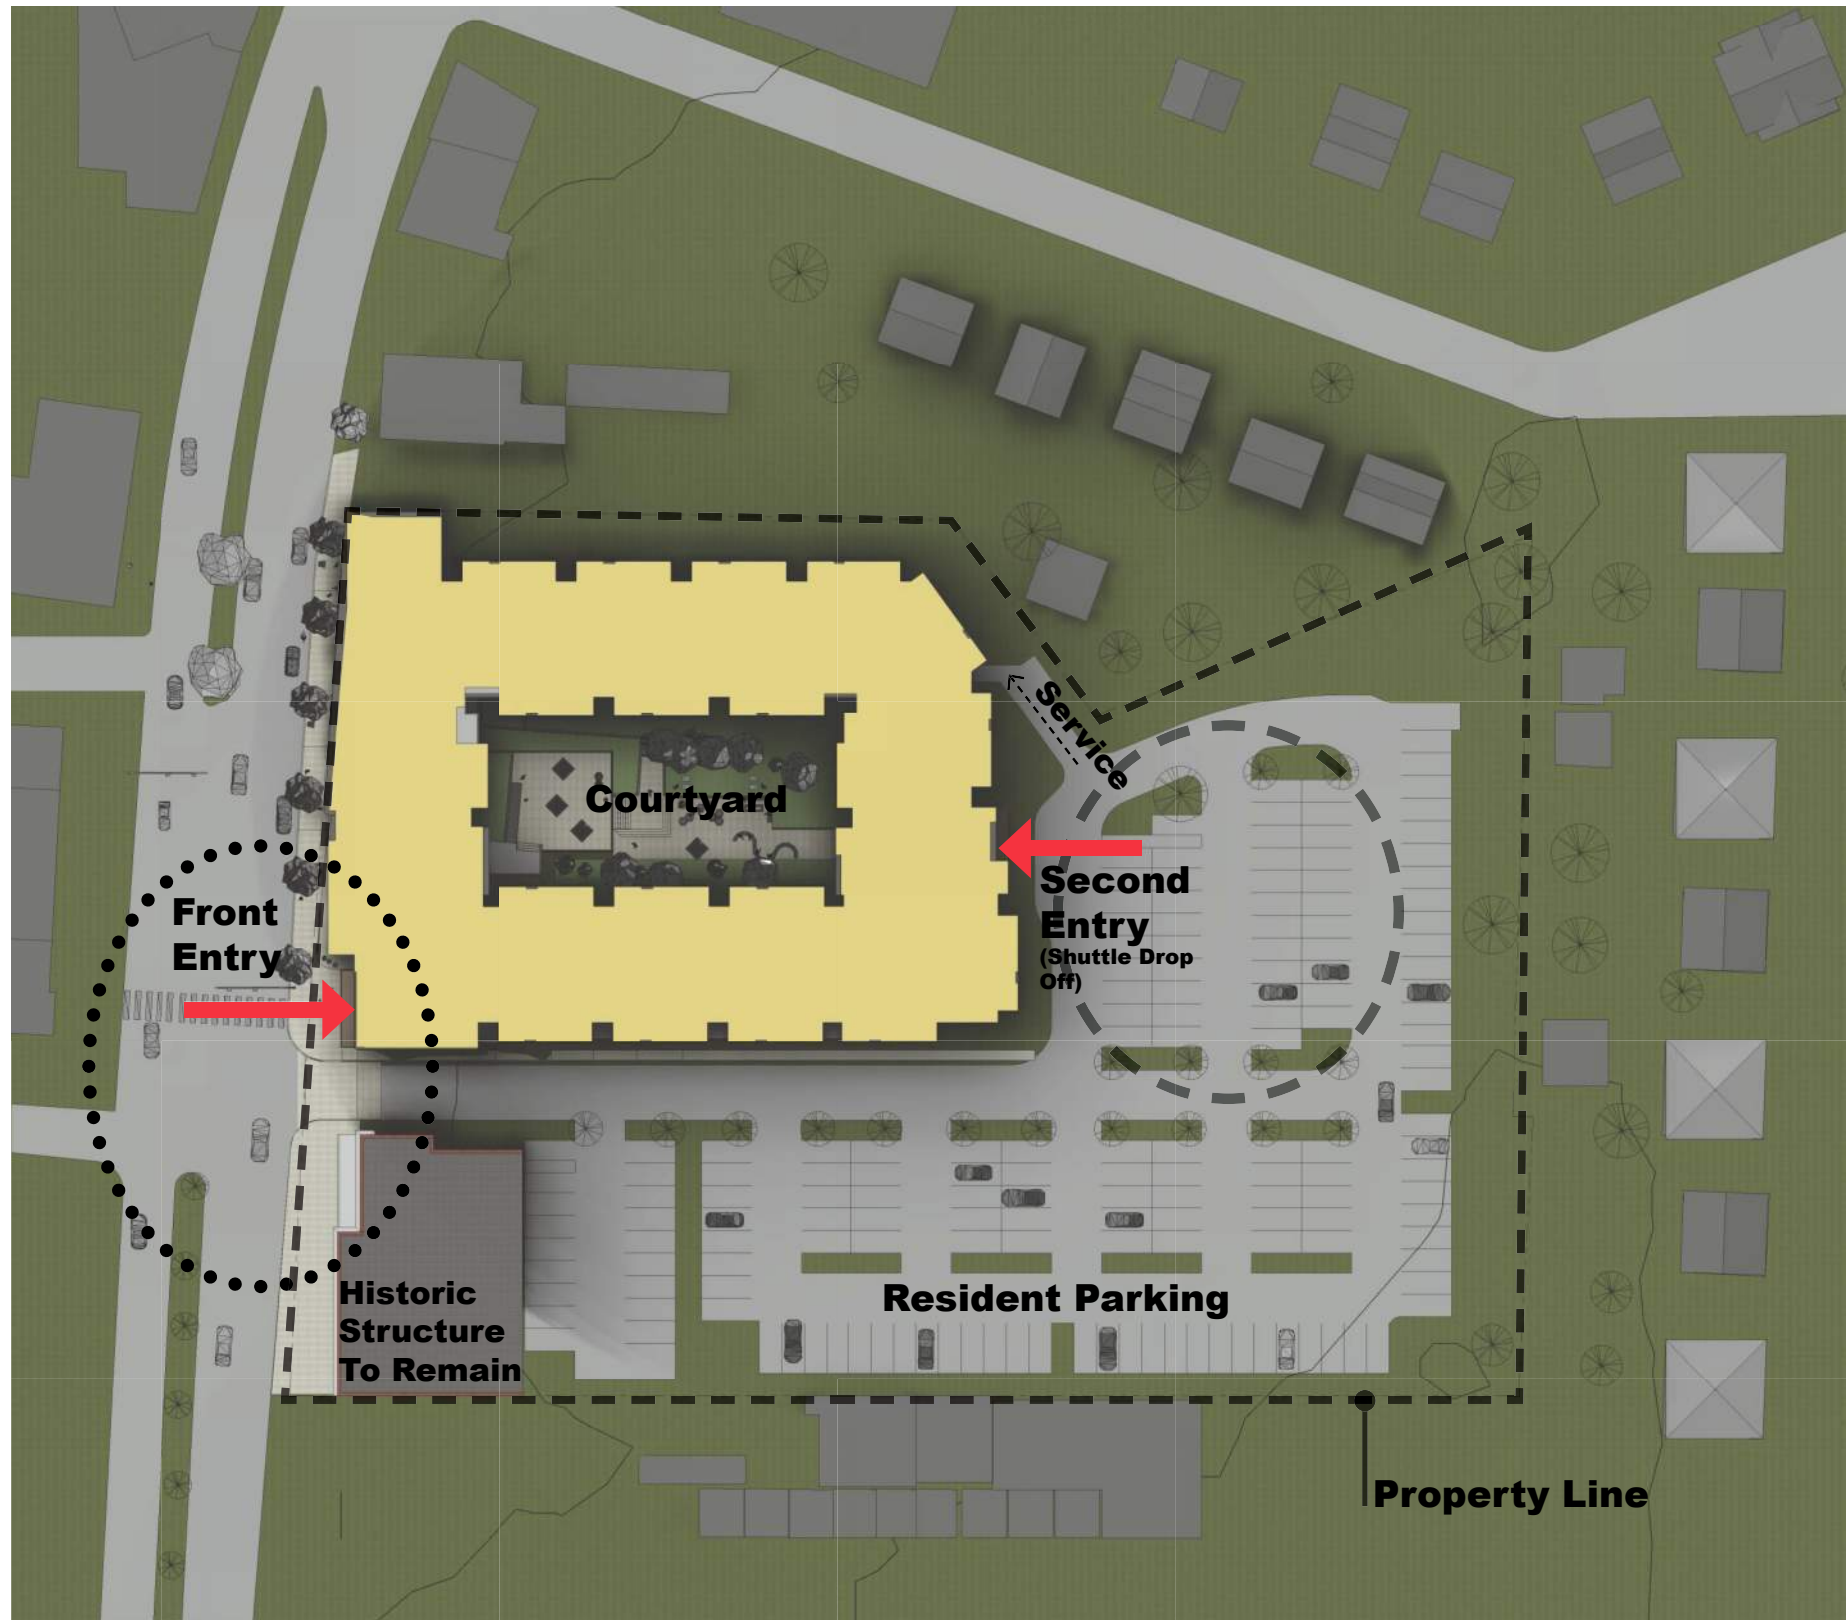 Service
Courtyard
Second
Entry
(Shuttle Drop
Off)
Front
Entry
Historic
Structure
To Remain
Resident Parking
Property Line